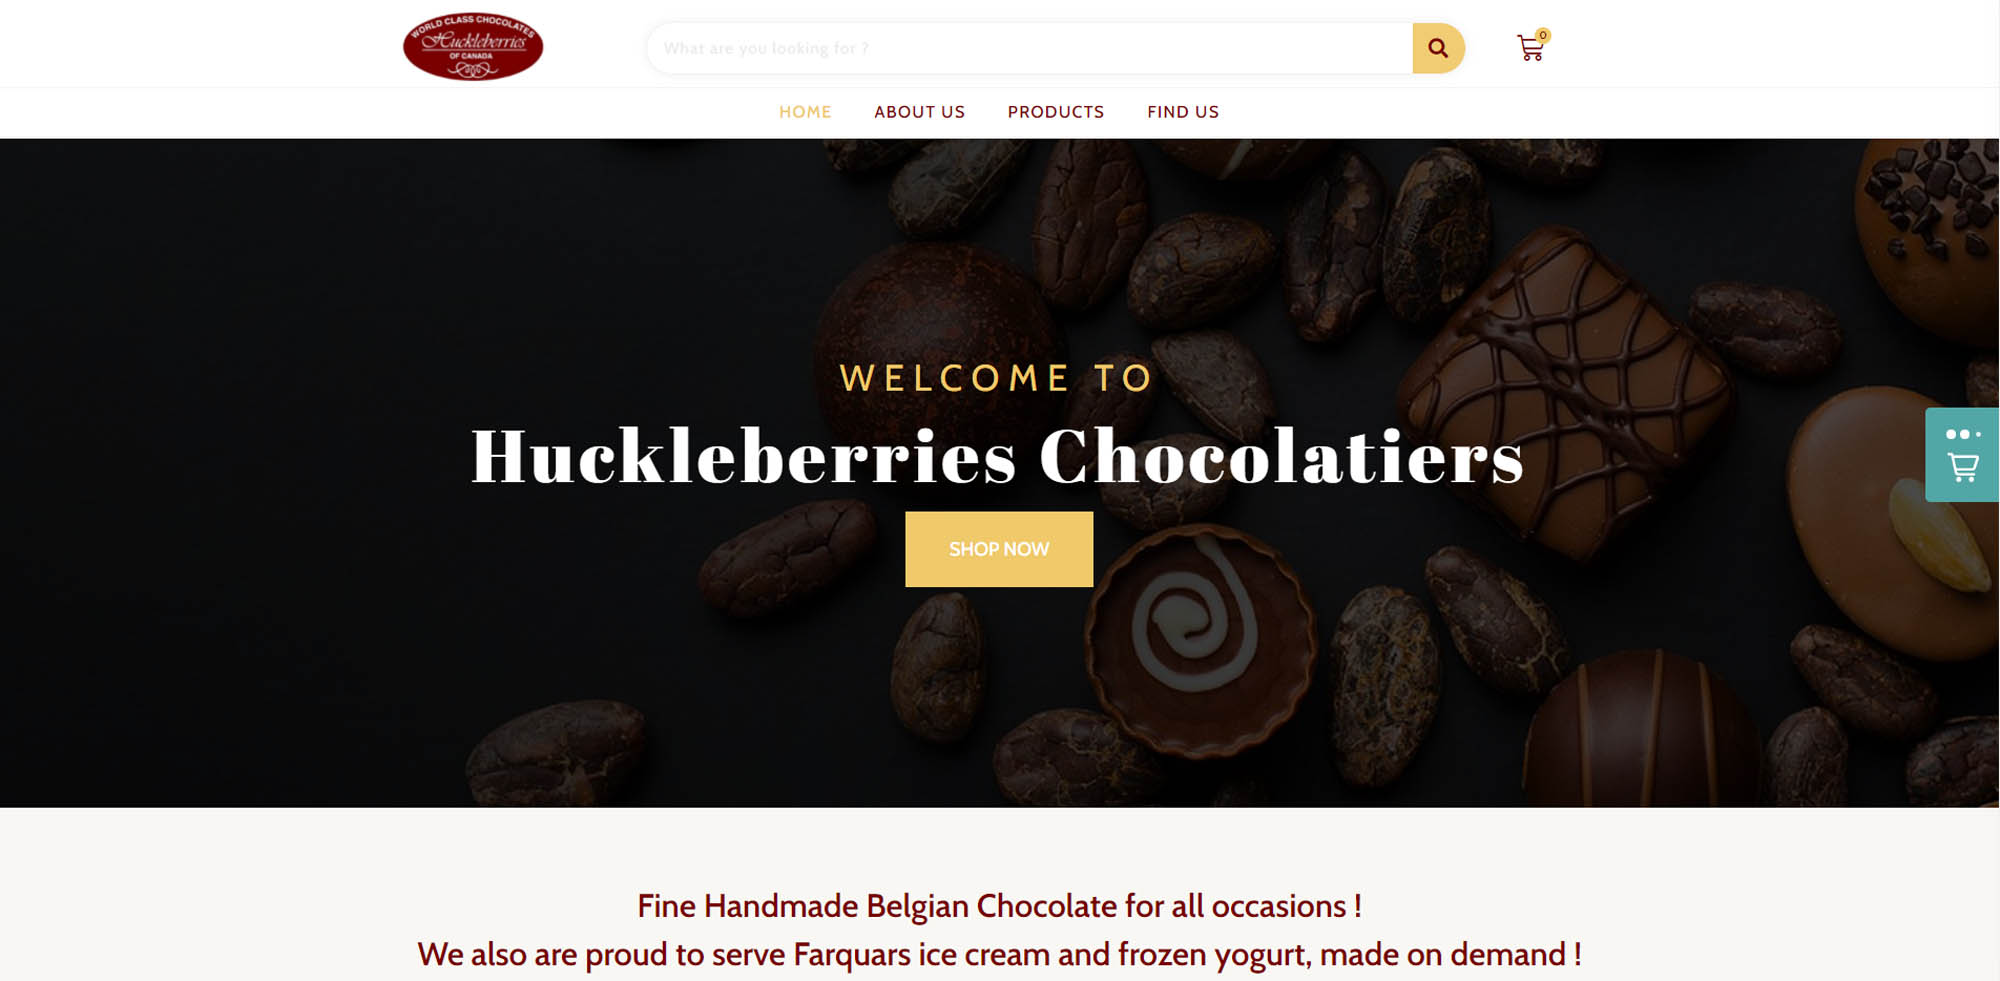 WORLD CLASS CHOCOLATES
Huckleberries
OF CANADA
What are you looking for ?
0
HOME ABOUT US PRODUCTS FIND US
WELCOME TO
Huckleberries Chocolatiers
SHOP NOW
Fine Handmade Belgian Chocolate for all occasions !
We also are proud to serve Farquars ice cream and frozen yogurt, made on demand !